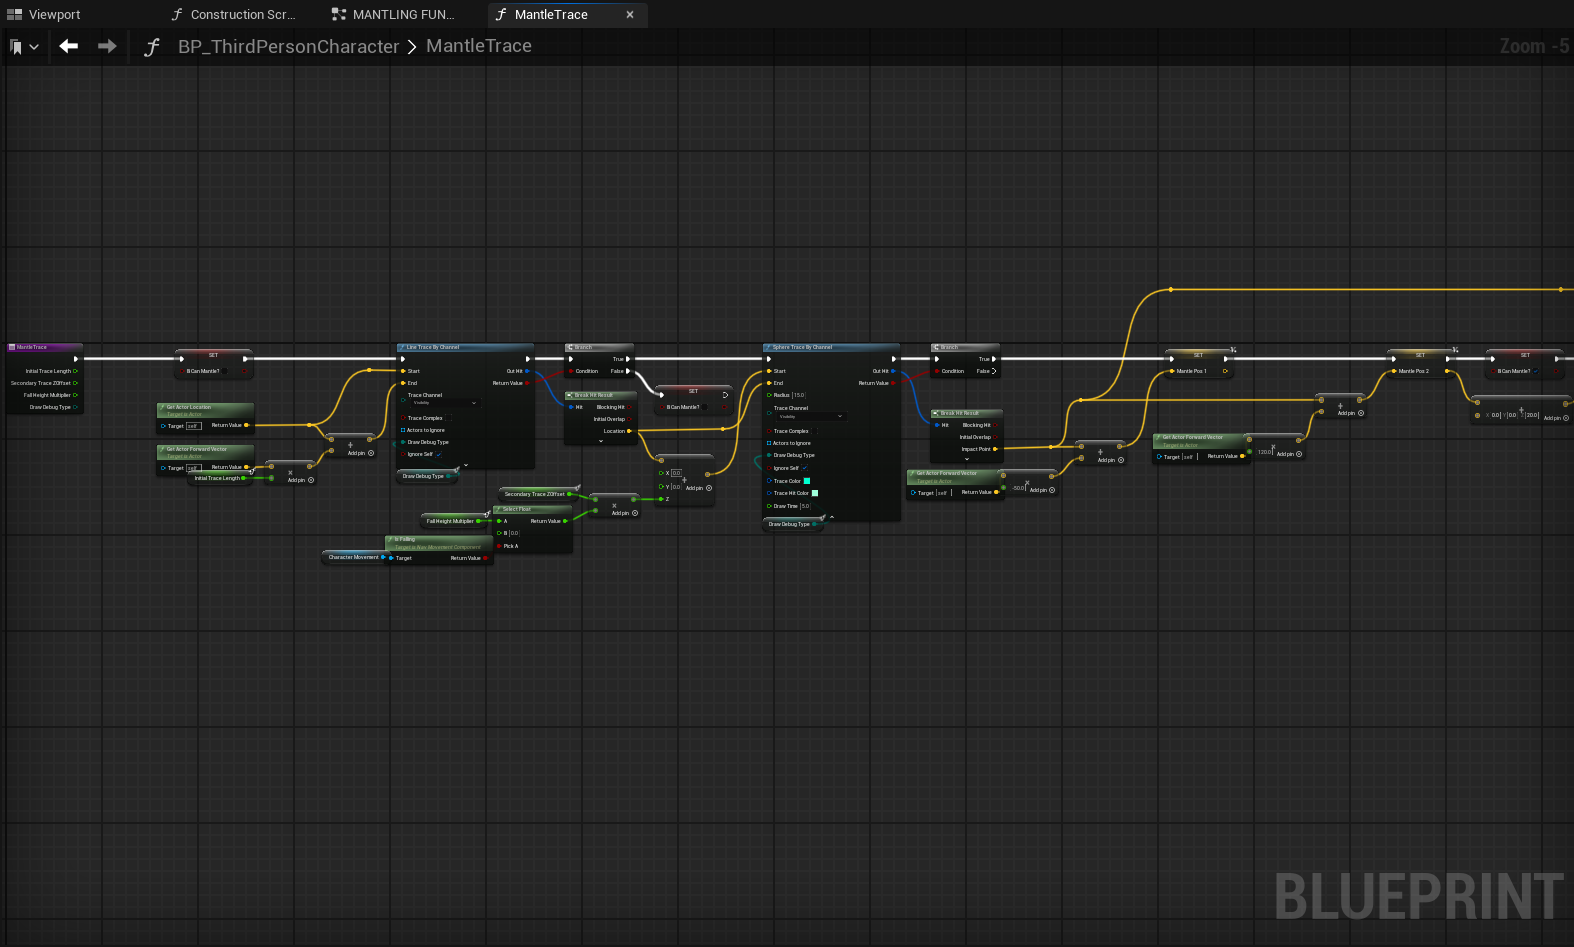 Viewport
Construction Scr...
MANTLING FUN...
MantleTrace
BP_ThirdPersonCharacter > MantleTrace
Zoom -5
MantleTrace
Initial Trace Length
Secondary Trace ZOffset
Fall Height Multiplier
Draw Debug Type
SET
B Can Mantle?
Get Actor Location
Target is Actor
Target self
Return Value
Get Actor Forward Vector
Target is Actor
Target self
Return Value
Initial Trace Length
Add pin
Add pin
Line Trace By Channel
Start
Out Hit
End
Return Value
Trace Channel
Visibility
Trace Complex
Actors to Ignore
Draw Debug Type
Ignore Self
Draw Debug Type
Branch
True
Condition
False
Break Hit Result
Hit
Blocking Hit
Initial Overlap
Location
SET
B Can Mantle?
Secondary Trace ZOffset
Fall Height Multiplier
Select Float
A
Return Value
B 0.0
Pick A
Is Falling
Target is Nav Movement Component
Character Movement
Target
Return Value
Add pin
X 0.0
Y 0.0
Z
Add pin
Sphere Trace By Channel
Start
Out Hit
End
Return Value
Radius 15.0
Trace Channel
Visibility
Trace Complex
Actors to Ignore
Draw Debug Type
Ignore Self
Trace Color
Trace Hit Color
Draw Time 5.0
Draw Debug Type
Branch
True
Condition
False
Break Hit Result
Hit
Blocking Hit
Initial Overlap
Impact Point
Get Actor Forward Vector
Target is Actor
Target self
Return Value
-50.0
Add pin
Add pin
SET
Mantle Pos 1
Get Actor Forward Vector
Target is Actor
Target self
Return Value
120.0
Add pin
Add pin
SET
Mantle Pos 2
SET
B Can Mantle?
X 0.0 Y 0.0 Z 20.0
Add pin
BLUEPRINT